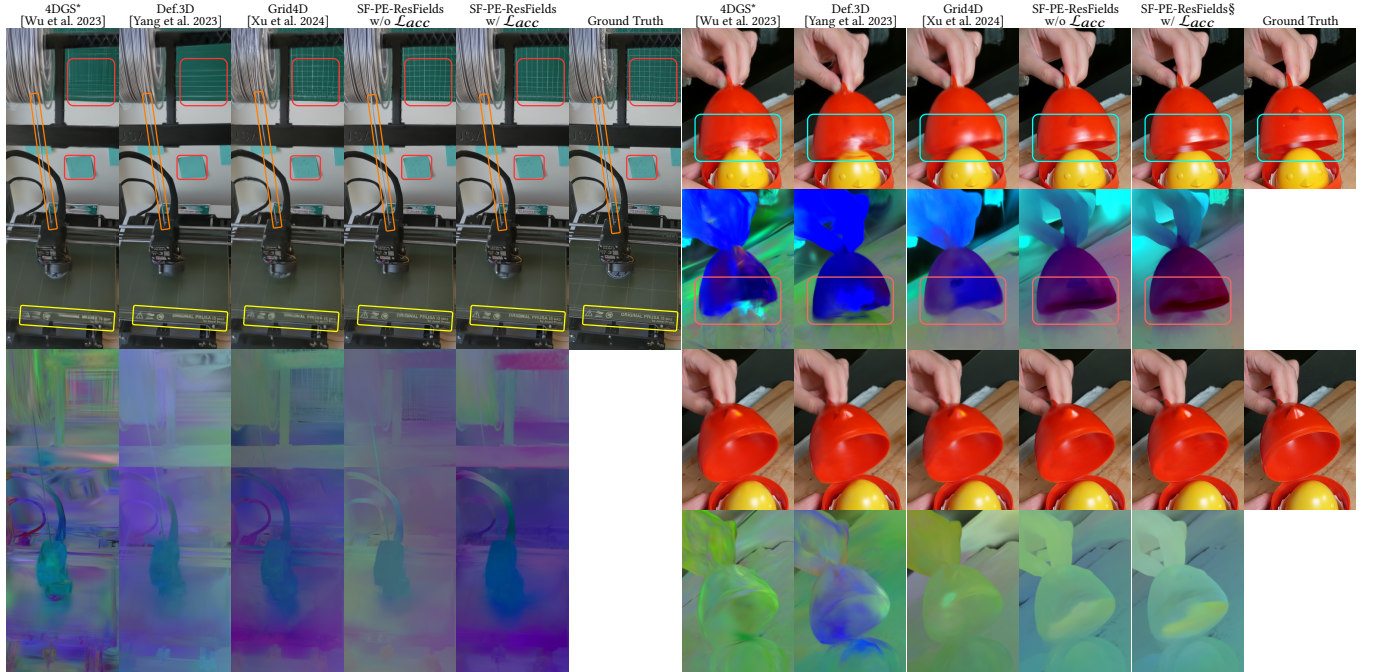 4DGS* Def.3D Grid4D SF-PE-ResFields SF-PE-ResFields Ground Truth 4DGS* Def.3D Grid4D SF-PE-ResFields SF-PE-ResFields§ Ground Truth
[Wu et al. 2023] [Yang et al. 2023] [Xu et al. 2024] w/o ℒacc w/ ℒacc [Wu et al. 2023] [Yang et al. 2023] [Xu et al. 2024] w/o ℒacc w/ ℒacc
ORIGINAL PRUSA ORIGINAL PRUSA ORIGINAL PRUSA ORIGINAL PRUSA ORIGINAL PRUSA